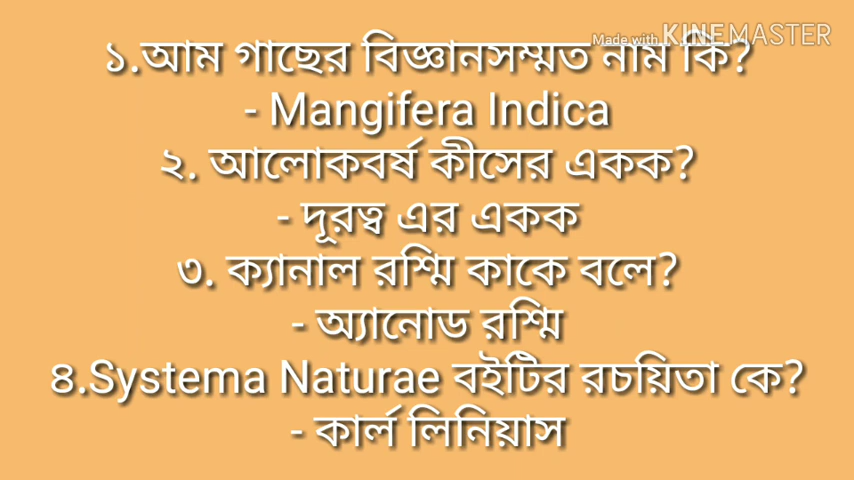 Made with KINEMASTER
১.আম গাছের বিজ্ঞানসম্মত নাম কি?
- Mangifera Indica
২. আলোকবর্ষ কীসের একক?
- দূরত্ব এর একক
৩. ক্যানাল রশ্মি কাকে বলে?
- অ্যানোড রশ্মি
৪.Systema Naturae বইটির রচয়িতা কে?
- কার্ল লিনিয়াস